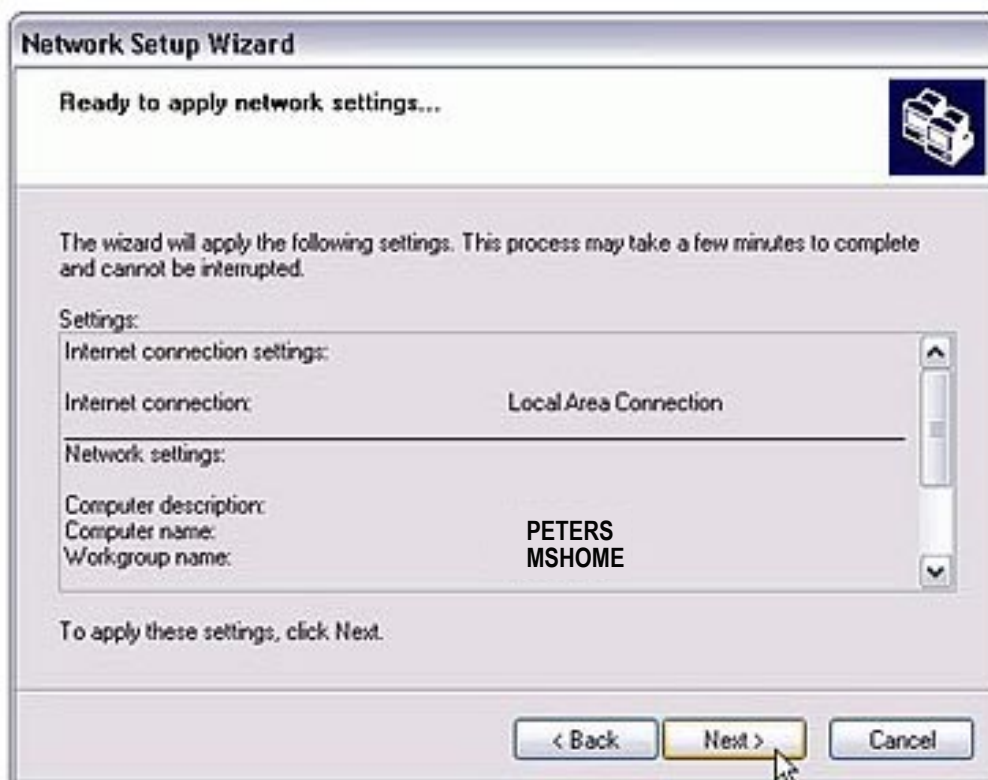 Network Setup Wizard
Ready to apply network settings...
The wizard will apply the following settings. This process may take a few minutes to complete
and cannot be interrupted.
Settings:
Internet connection settings:
Internet connection: Local Area Connection
Network settings:
Computer description:
Computer name: PETERS
Workgroup name: MSHOME
To apply these settings, click Next.
< Back Next > Cancel